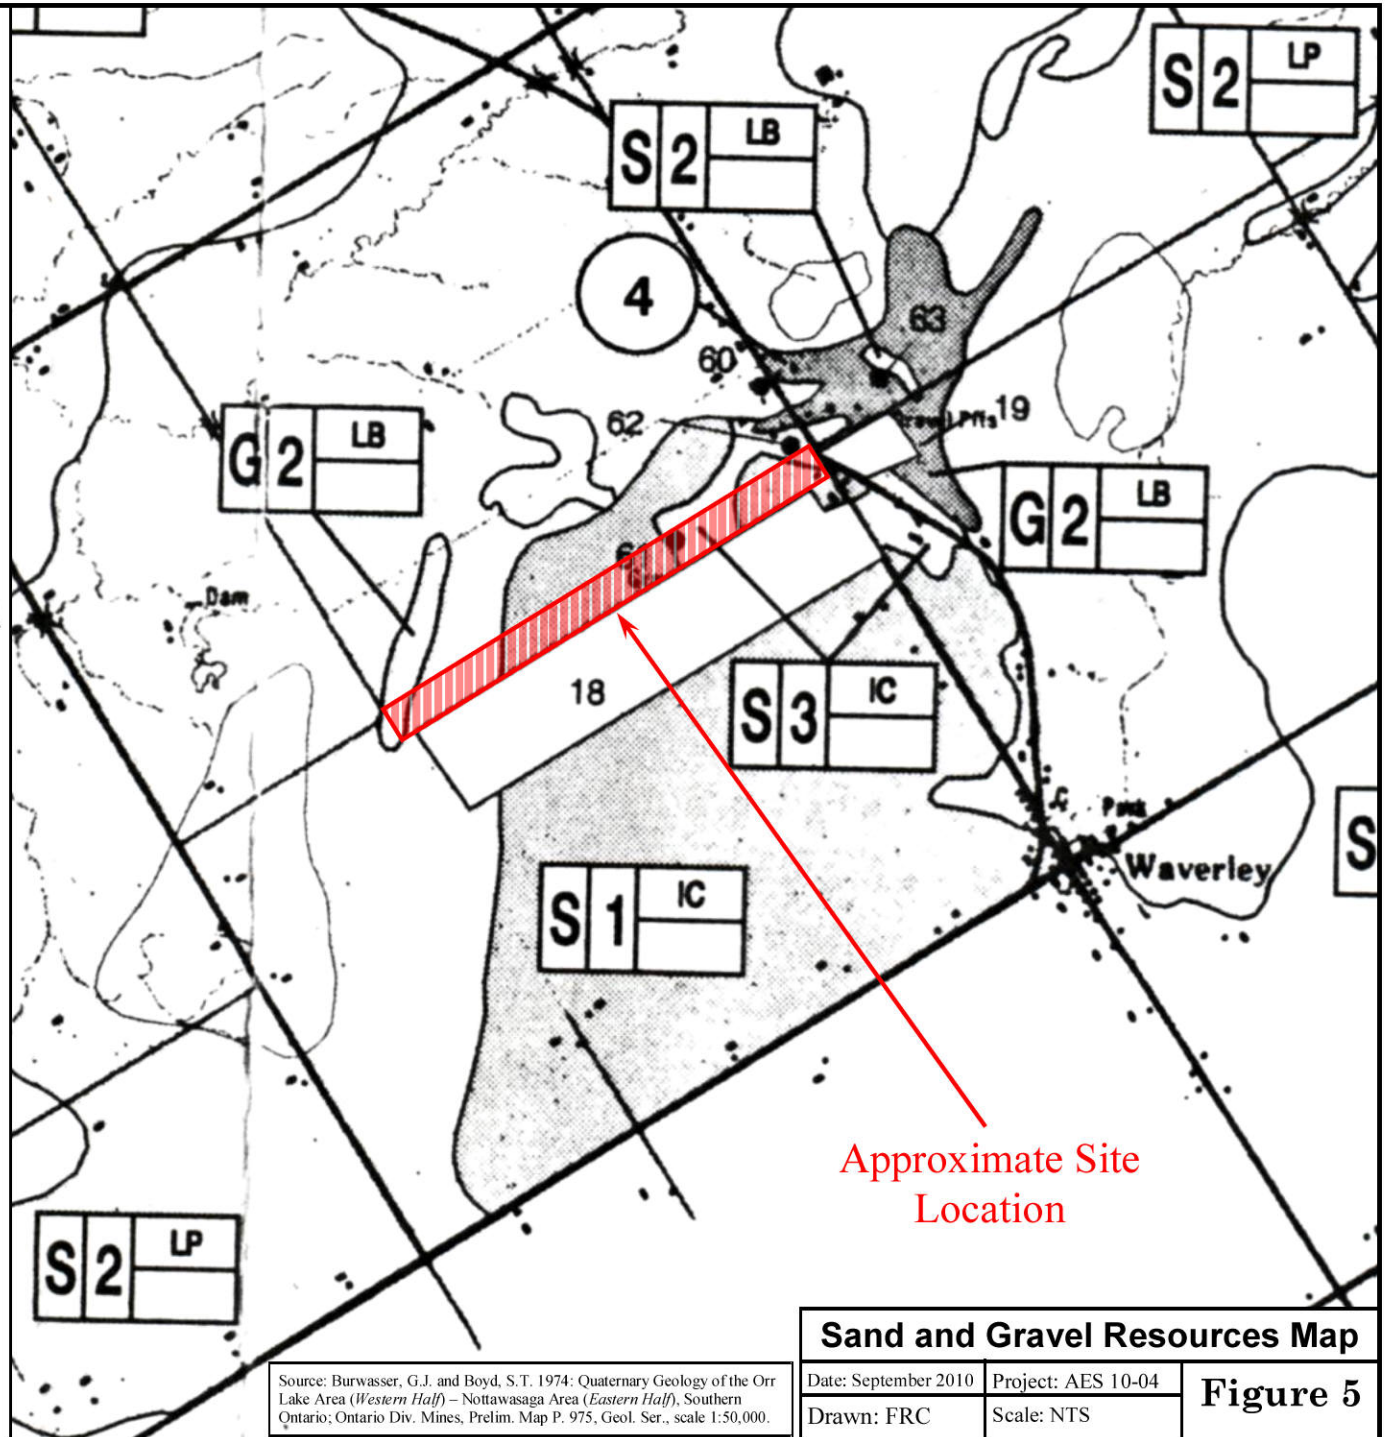 S 2 LP
S 2 LB
4
63
60
19
62
G 2 LB
G 2 LB
Dam
18
S 3 IC
S 1 IC
Waverley
S
Approximate Site
Location
S 2 LP
Sand and Gravel Resources Map
Source: Burwasser, G.J. and Boyd, S.T. 1974: Quaternary Geology of the Orr
Lake Area (Western Half) – Nottawasaga Area (Eastern Half), Southern
Ontario; Ontario Div. Mines, Prelim. Map P. 975, Geol. Ser., scale 1:50,000.
Date: September 2010
Project: AES 10-04
Drawn: FRC
Scale: NTS
Figure 5